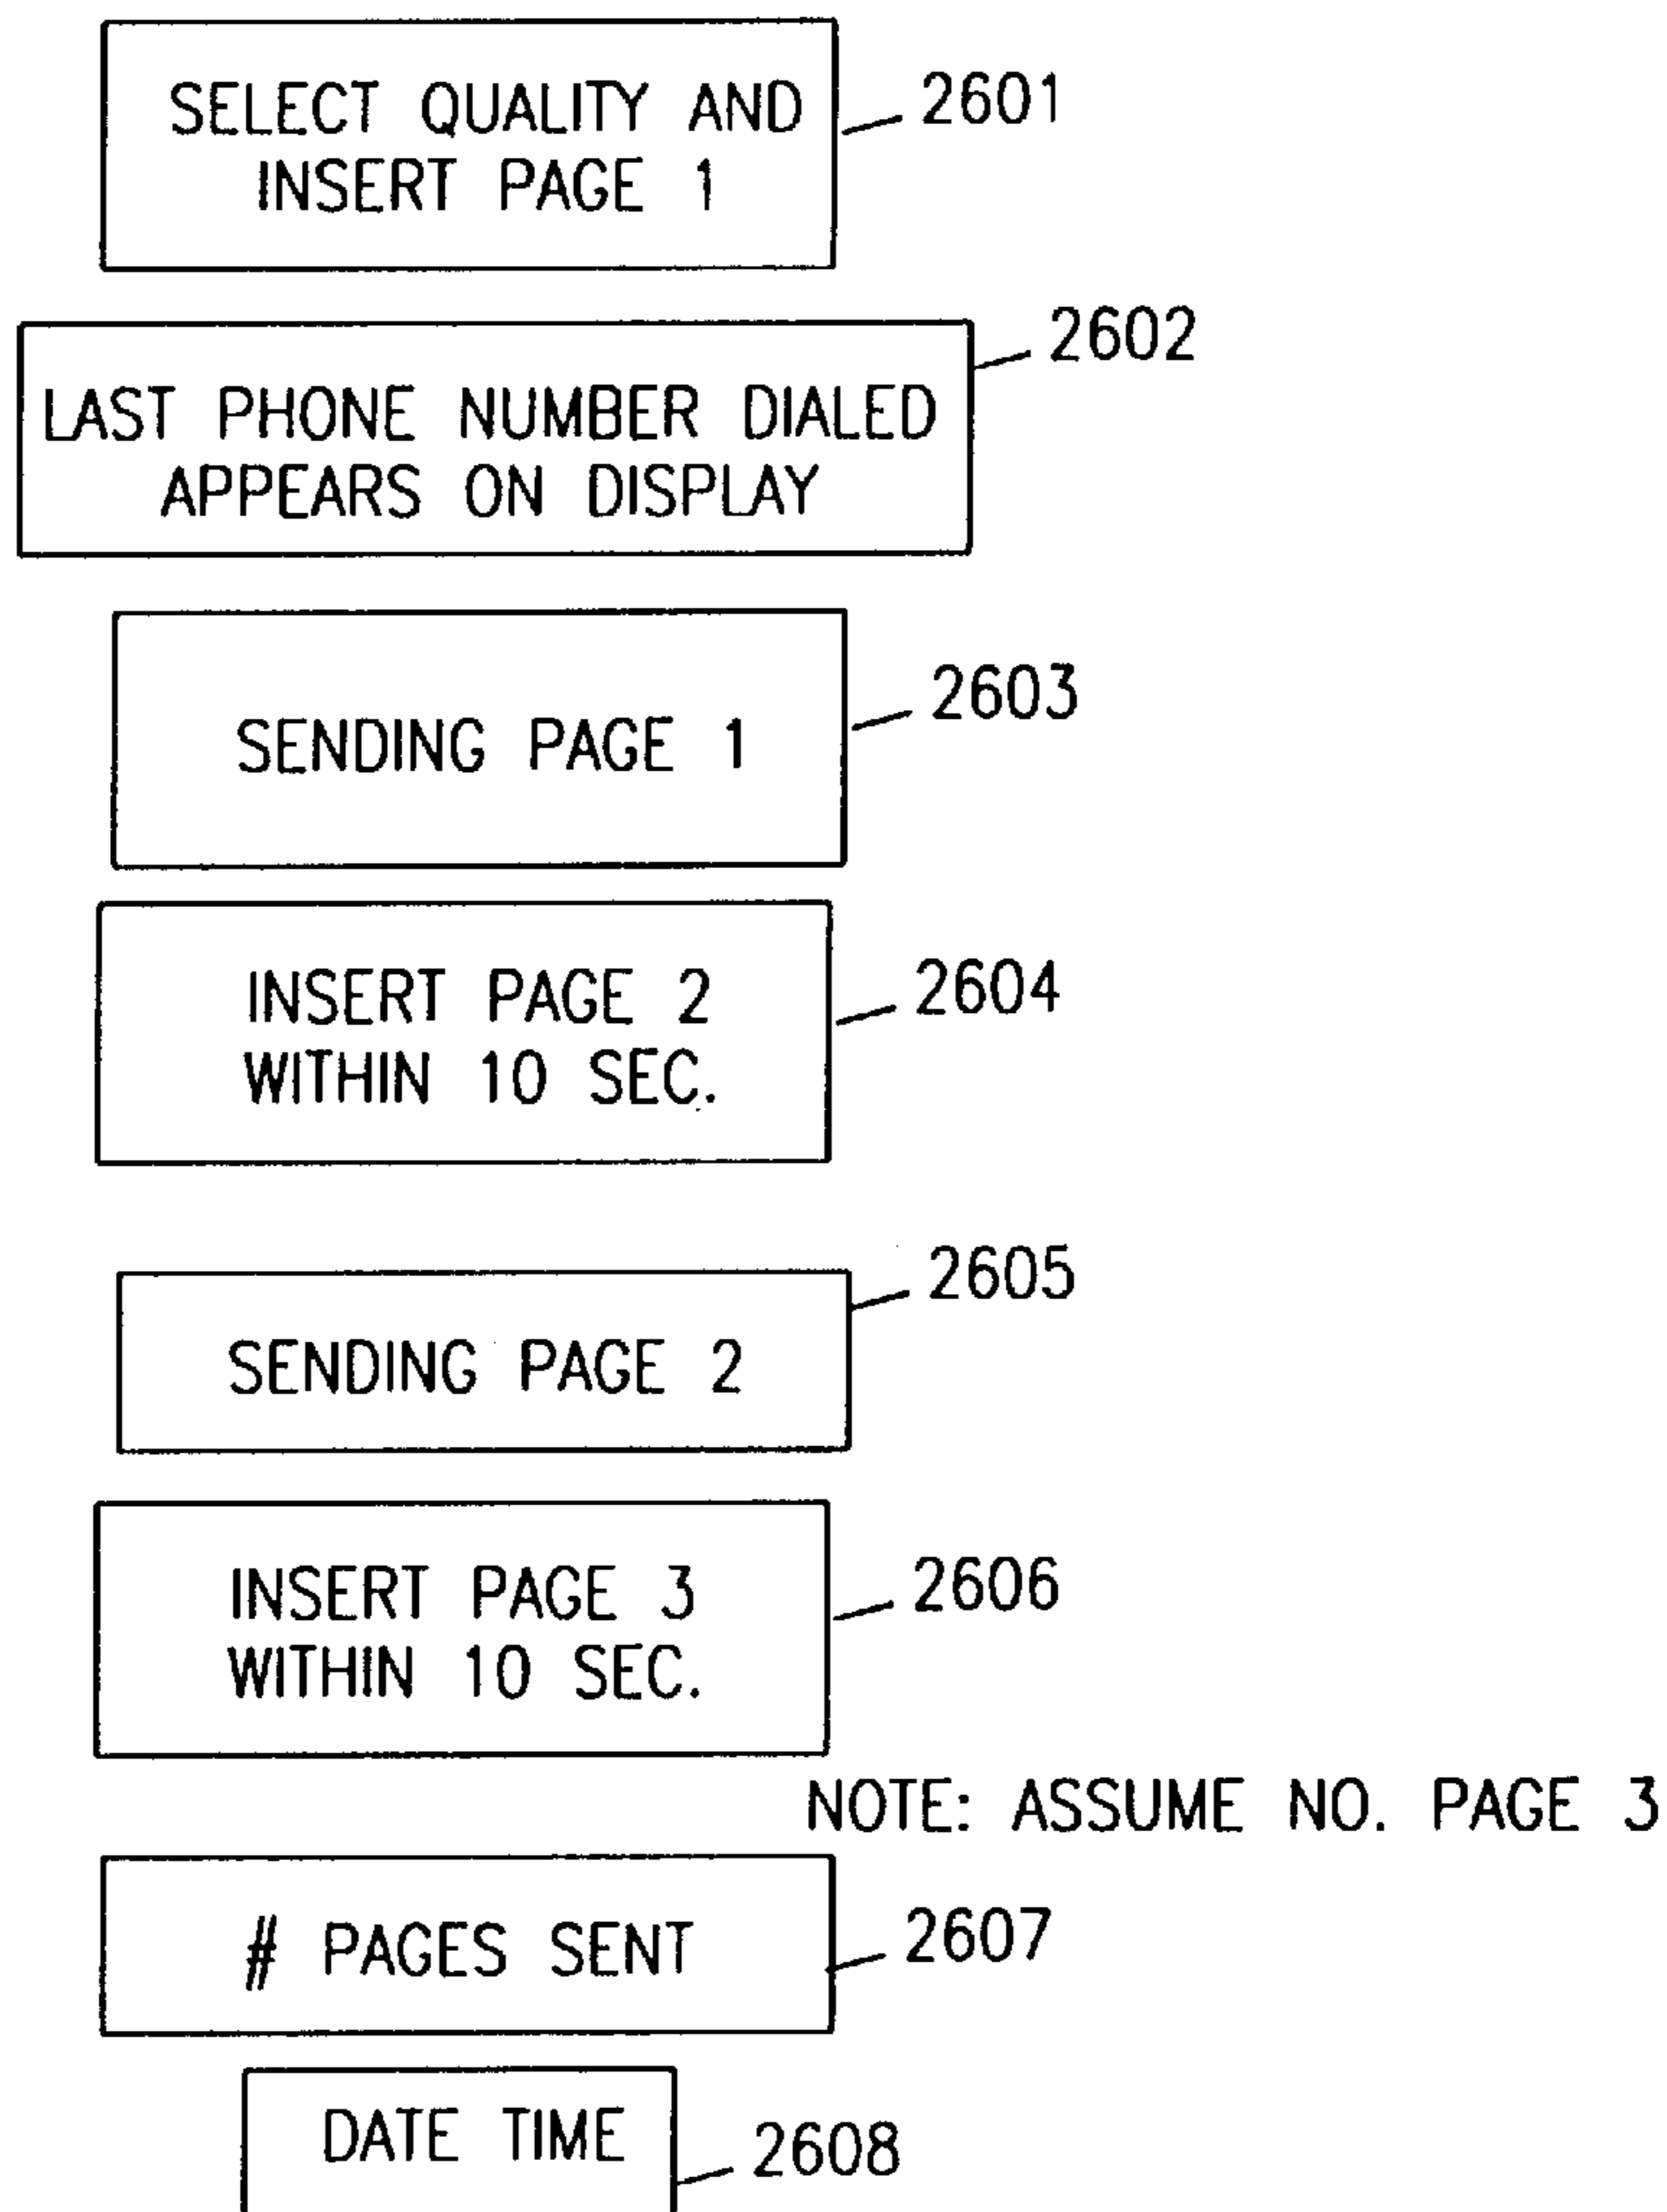 SELECT QUALITY AND
INSERT PAGE 1
2601
LAST PHONE NUMBER DIALED
APPEARS ON DISPLAY
2602
SENDING PAGE 1
2603
INSERT PAGE 2
WITHIN 10 SEC.
2604
SENDING PAGE 2
2605
INSERT PAGE 3
WITHIN 10 SEC.
2606
NOTE: ASSUME NO. PAGE 3
# PAGES SENT
2607
DATE TIME
2608